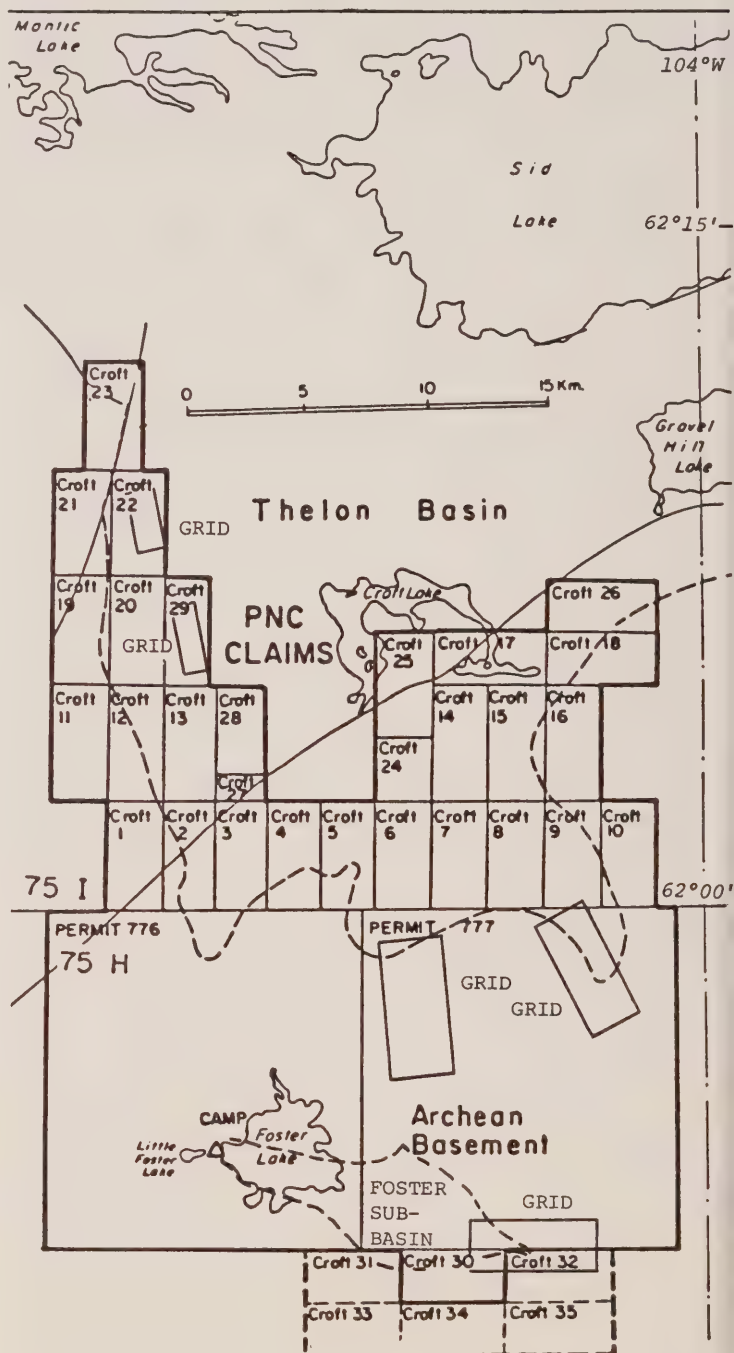 Mantic
Lake
104°W
Sid
Lake
62°15'
Croft
23
0 5 10 15 Km.
Gravel
Hill
Lake
Croft
21
Croft
22
GRID
Thelon Basin
Croft
19
Croft
20
Croft
29
GRID
PNC
CLAIMS
Croft Lake
Croft 26
Croft
25
Croft 17
Croft 18
Croft
11
Croft
12
Croft
13
Croft
28
Croft
14
Croft
15
Croft
16
Croft
24
Croft
27
Croft
1
Croft
2
Croft
3
Croft
4
Croft
5
Croft
6
Croft
7
Croft
8
Croft
9
Croft
10
75 I
62°00'
PERMIT 776
PERMIT 777
75 H
GRID
GRID
CAMP
Foster
Lake
Little
Foster
Lake
Archean
Basement
FOSTER
SUB-
BASIN
GRID
Croft 31
Croft 30
Croft 32
Croft 33
Croft 34
Croft 35